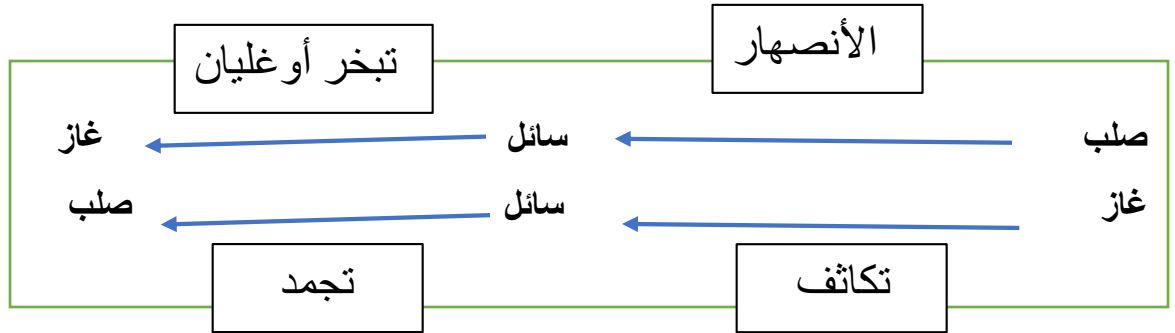 الأنصهار
تبخر أوغليان
صلب
سائل
غاز
غاز
سائل
صلب
تكاثف
تجمد